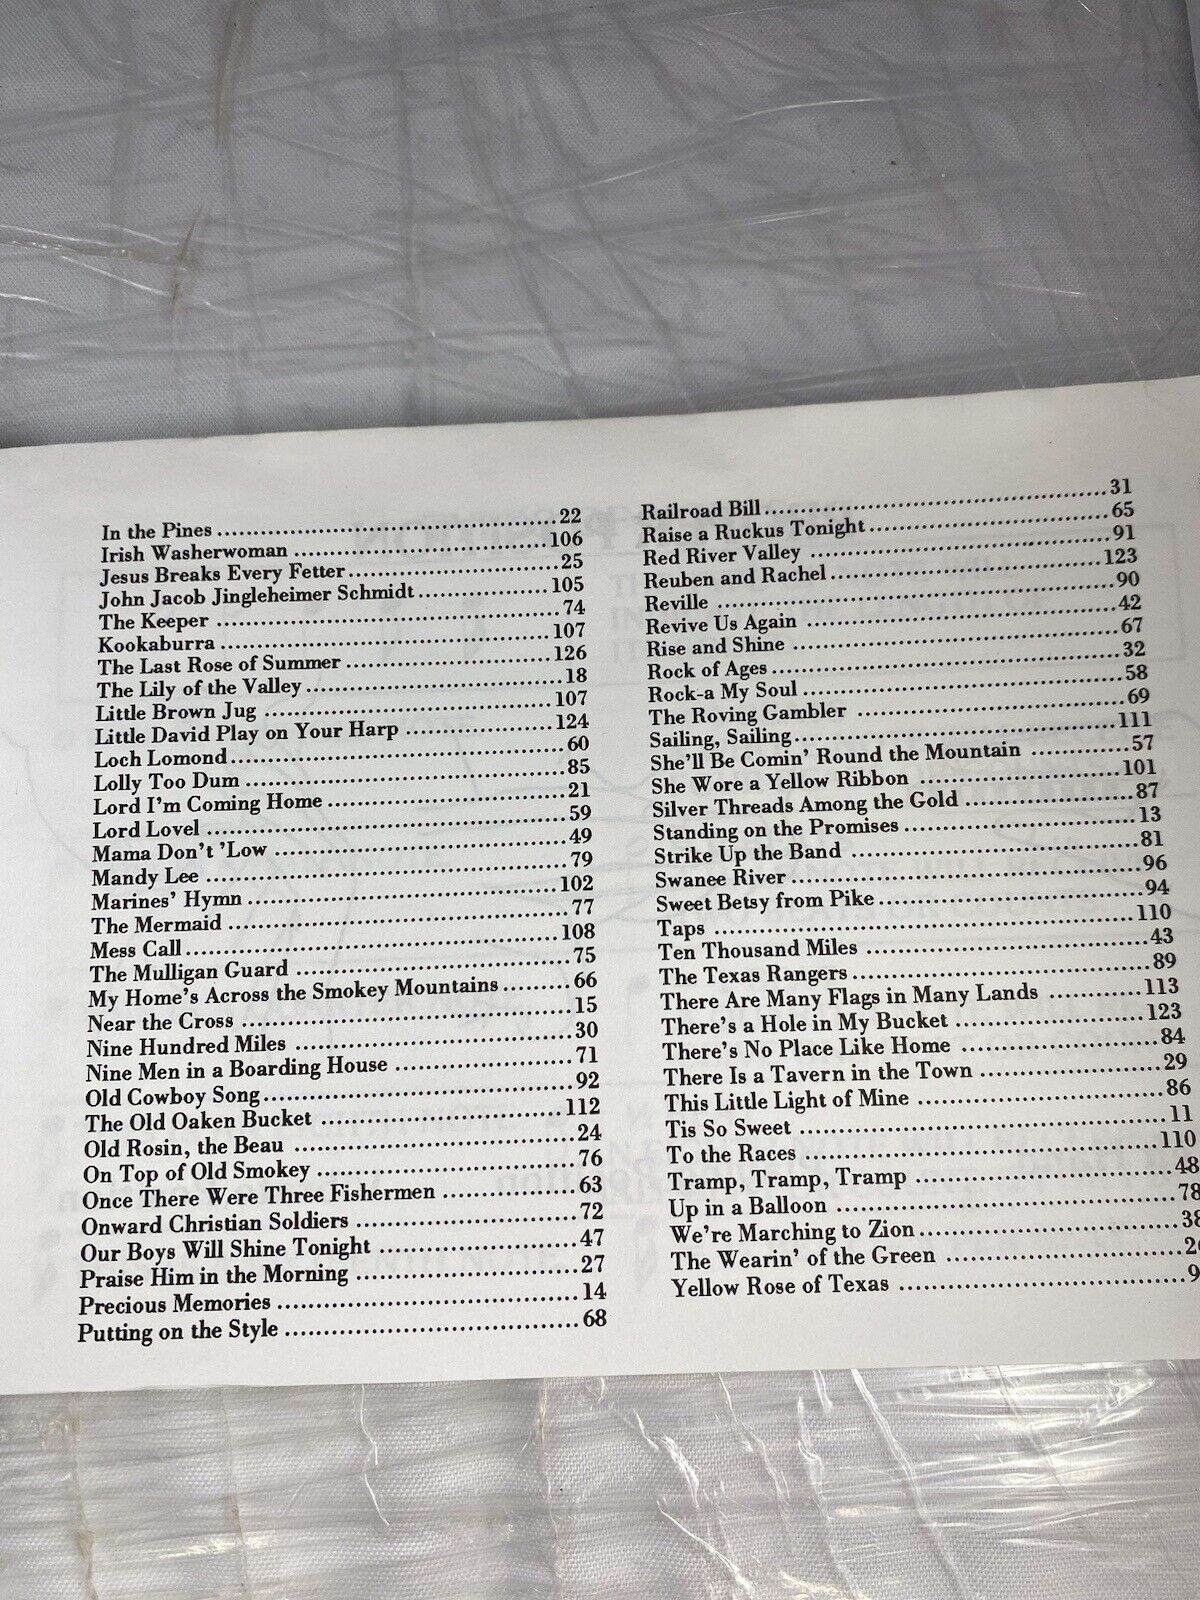 In the Pines ........ 22
Irish Washerwoman ........ 106
Jesus Breaks Every Fetter ........ 25
John Jacob Jingleheimer Schmidt ........ 105
The Keeper ........ 74
Kookaburra ........ 107
The Last Rose of Summer ........ 126
The Lily of the Valley ........ 18
Little Brown Jug ........ 107
Little David Play on Your Harp ........ 124
Loch Lomond ........ 60
Lolly Too Dum ........ 85
Lord I'm Coming Home ........ 21
Lord Lovel ........ 59
Mama Don't 'Low ........ 49
Mandy Lee ........ 79
Marines' Hymn ........ 102
The Mermaid ........ 77
Mess Call ........ 108
The Mulligan Guard ........ 75
My Home's Across the Smokey Mountains ........ 66
Near the Cross ........ 15
Nine Hundred Miles ........ 30
Nine Men in a Boarding House ........ 71
Old Cowboy Song ........ 92
The Old Oaken Bucket ........ 112
Old Rosin, the Beau ........ 24
On Top of Old Smokey ........ 76
Once There Were Three Fishermen ........ 63
Onward Christian Soldiers ........ 72
Our Boys Will Shine Tonight ........ 47
Praise Him in the Morning ........ 27
Precious Memories ........ 14
Putting on the Style ........ 68
Railroad Bill ........ 31
Raise a Ruckus Tonight ........ 65
Red River Valley ........ 91
Reuben and Rachel ........ 123
Reville ........ 90
Revive Us Again ........ 42
Rise and Shine ........ 67
Rock of Ages ........ 32
Rock-a My Soul ........ 58
The Roving Gambler ........ 69
Sailing, Sailing ........ 111
She'll Be Comin' Round the Mountain ........ 57
She Wore a Yellow Ribbon ........ 101
Silver Threads Among the Gold ........ 87
Standing on the Promises ........ 13
Strike Up the Band ........ 81
Swanee River ........ 96
Sweet Betsy from Pike ........ 94
Taps ........ 110
Ten Thousand Miles ........ 43
The Texas Rangers ........ 89
There Are Many Flags in Many Lands ........ 113
There's a Hole in My Bucket ........ 123
There's No Place Like Home ........ 84
There Is a Tavern in the Town ........ 29
This Little Light of Mine ........ 86
Tis So Sweet ........ 11
To the Races ........ 110
Tramp, Tramp, Tramp ........ 48
Up in a Balloon ........ 78
We're Marching to Zion ........ 38
The Wearin' of the Green ........ 2
Yellow Rose of Texas ........ 9